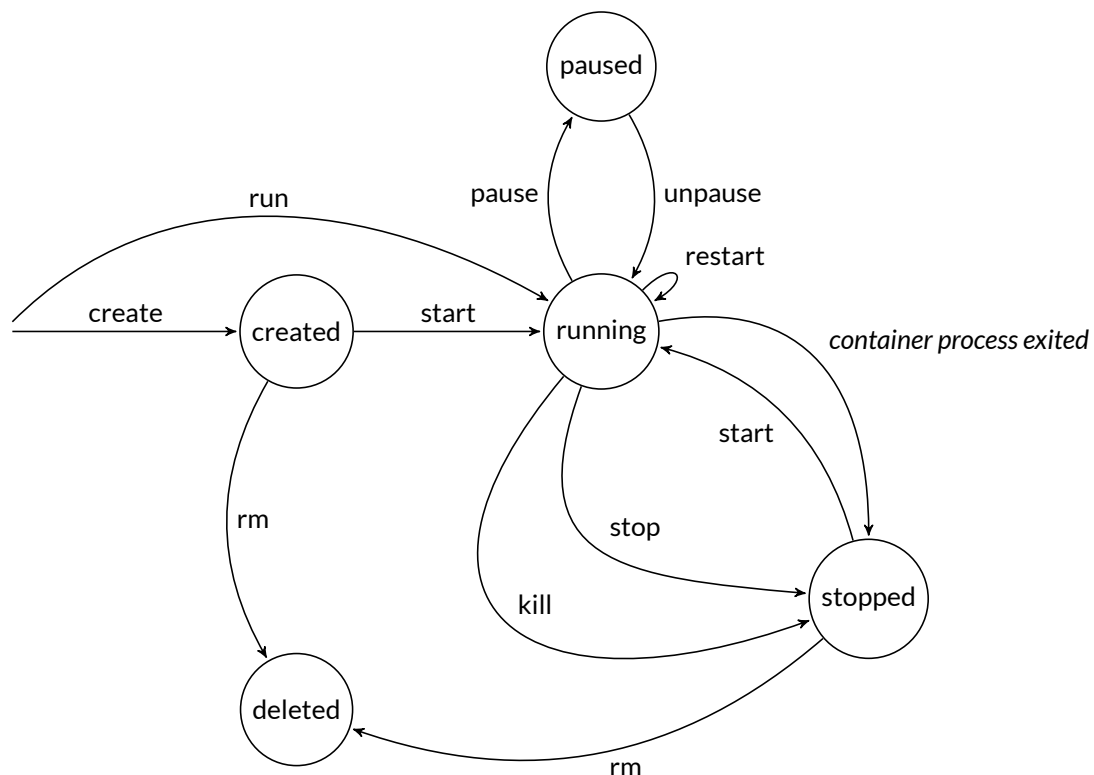 paused
pause
unpause
run
restart
create
created
start
running
container process exited
start
rm
stop
kill
stopped
deleted
rm